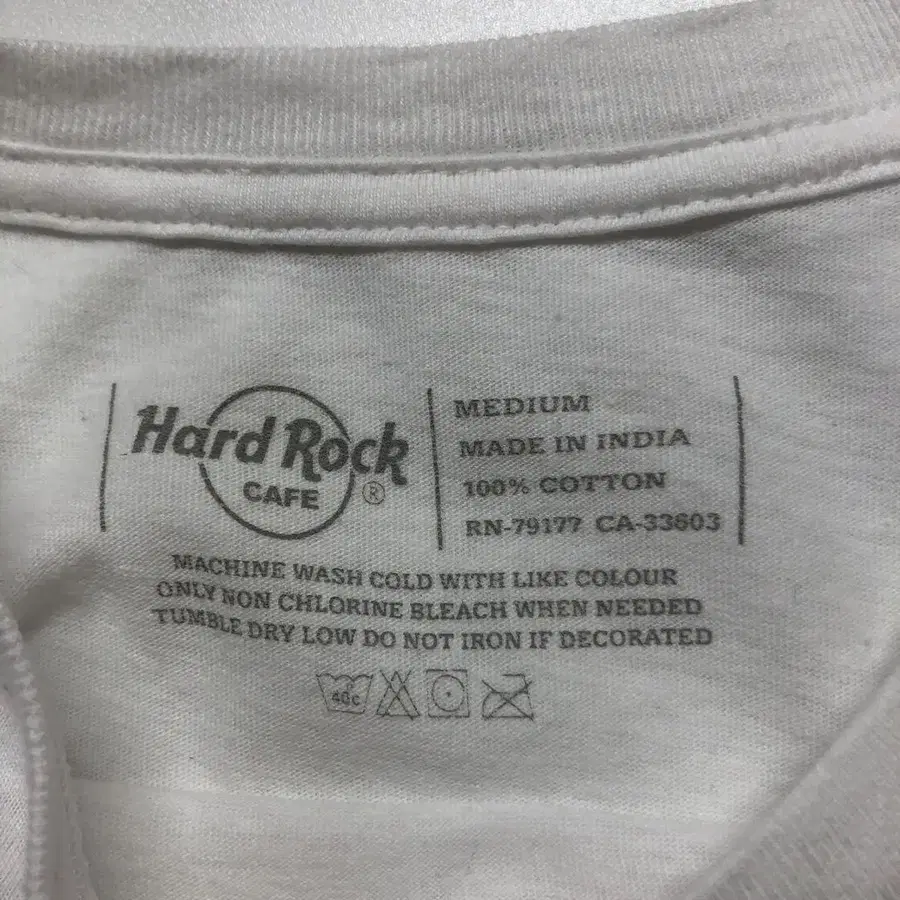 Hard Rock
CAFE
®
MEDIUM
MADE IN INDIA
100% COTTON
RN-79177 CA-33603
MACHINE WASH COLD WITH LIKE COLOUR
ONLY NON CHLORINE BLEACH WHEN NEEDED
TUMBLE DRY LOW DO NOT IRON IF DECORATED
40c